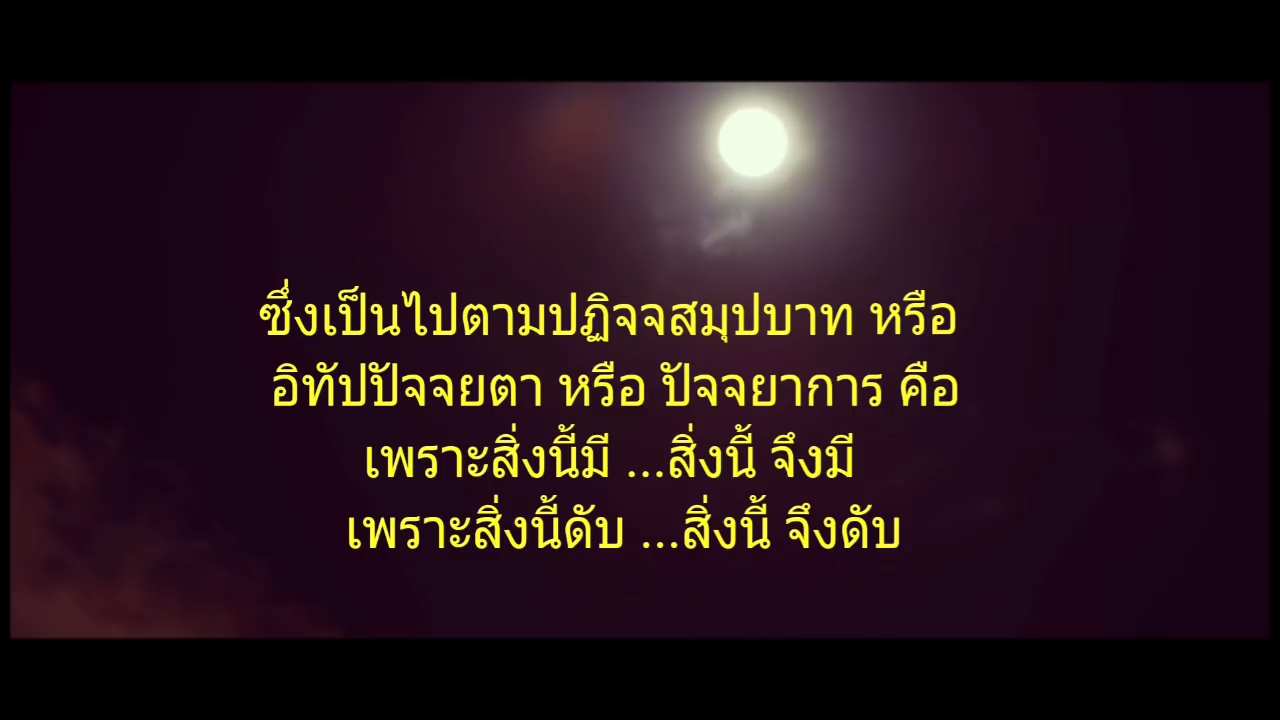 ซึ่งเป็นไปตามปฏิจจสมุปบาท หรือ
อิทัปปัจจยตา หรือ ปัจจยาการ คือ
เพราะสิ่งนี้มี ...สิ่งนี้ จึงมี
เพราะสิ่งนี้ดับ ...สิ่งนี้ จึงดับ